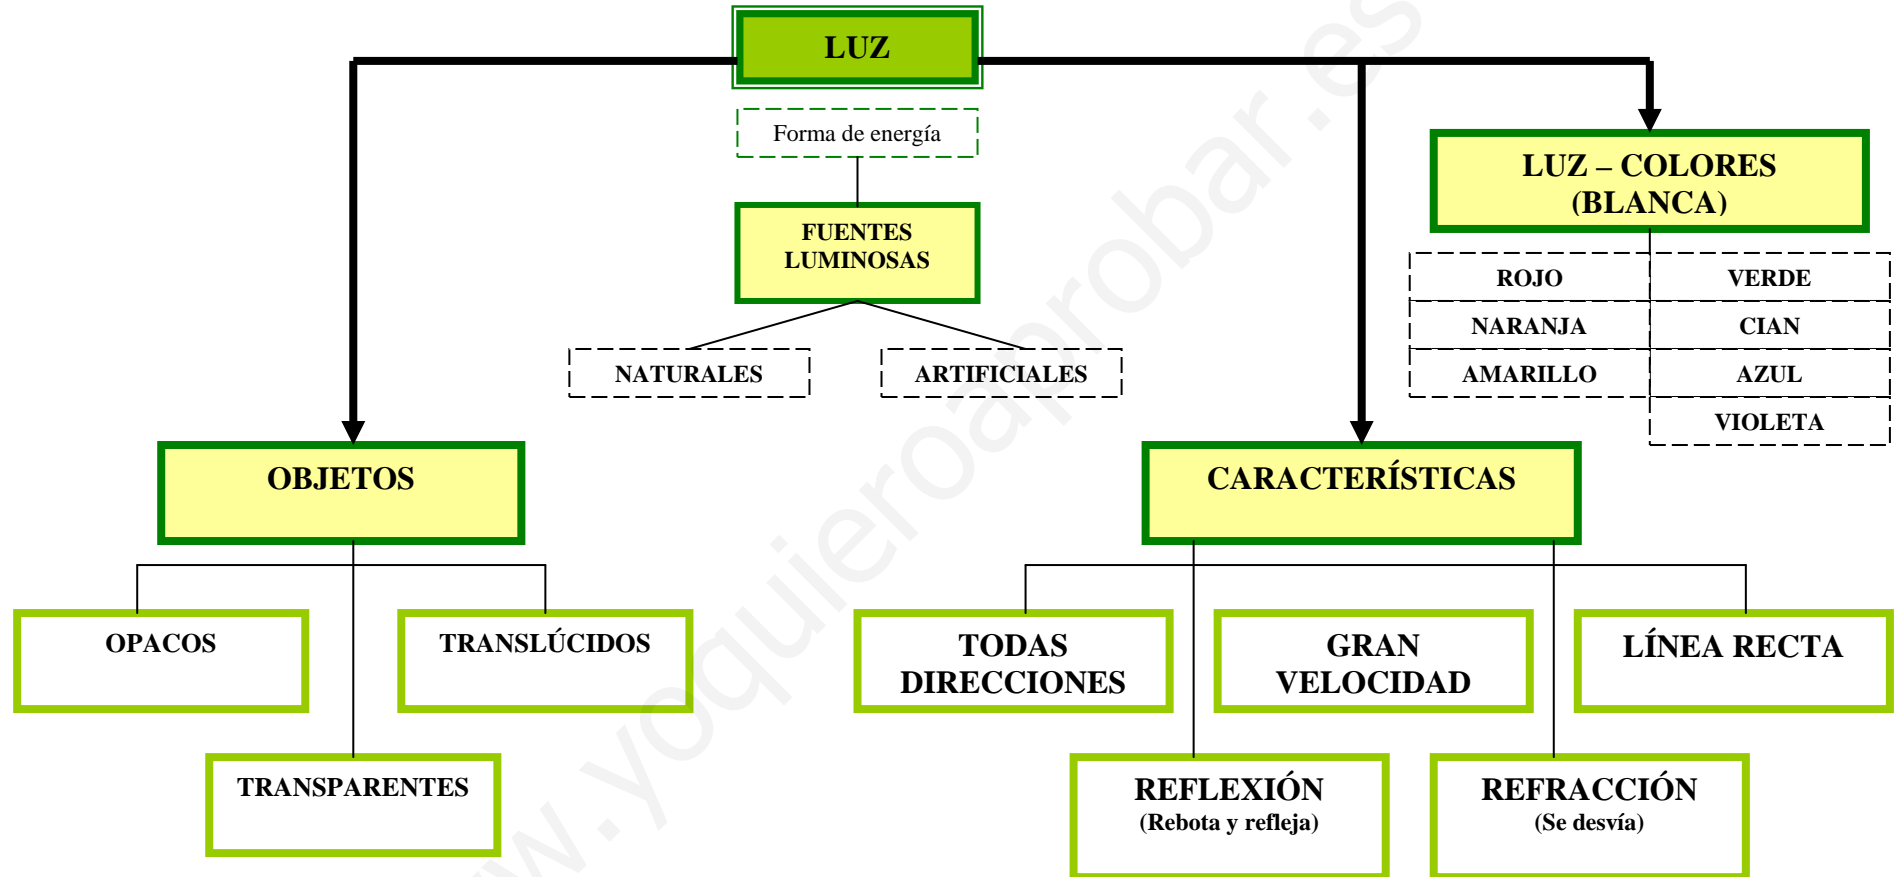 LUZ
Forma de energía
FUENTES
LUMINOSAS
NATURALES
ARTIFICIALES
LUZ – COLORES
(BLANCA)
ROJO
VERDE
NARANJA
CIAN
AMARILLO
AZUL
VIOLETA
OBJETOS
OPACOS
TRANSLÚCIDOS
TRANSPARENTES
CARACTERÍSTICAS
TODAS
DIRECCIONES
GRAN
VELOCIDAD
LÍNEA RECTA
REFLEXIÓN
(Rebota y refleja)
REFRACCIÓN
(Se desvía)
w.yoquieroaprobar.es